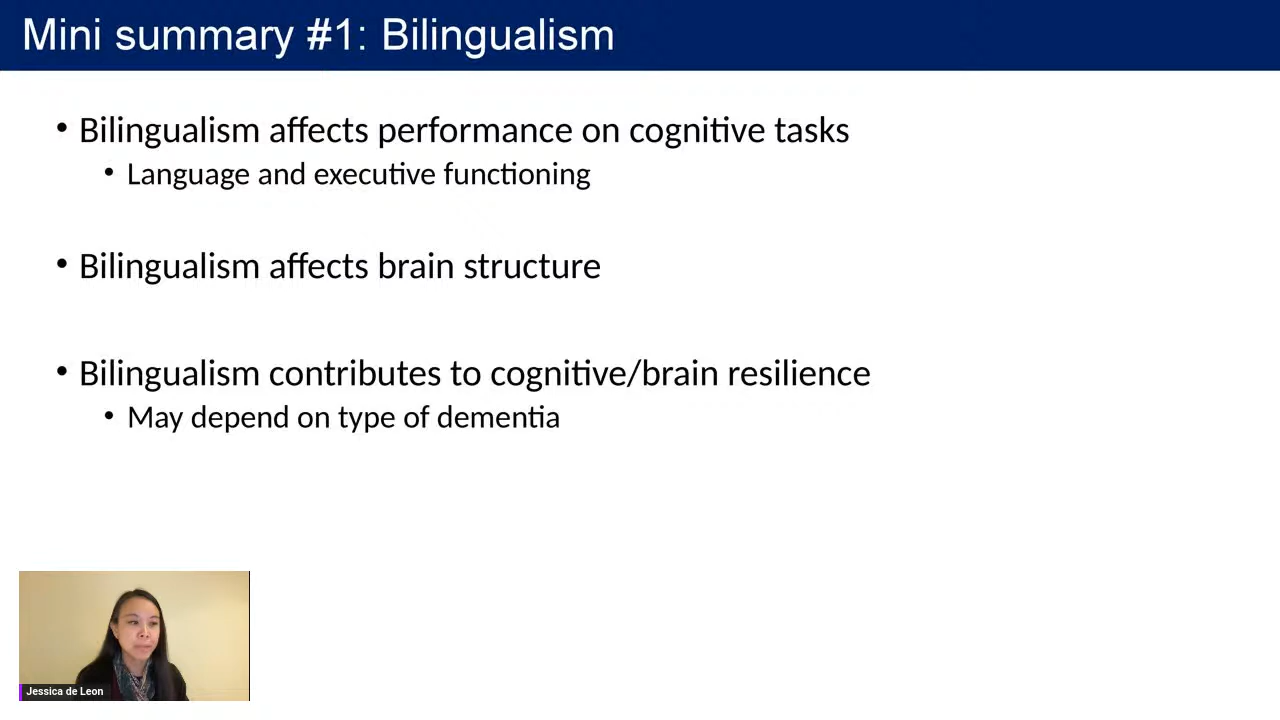 Mini summary #1: Bilingualism
• Bilingualism affects performance on cognitive tasks
• Language and executive functioning
• Bilingualism affects brain structure
• Bilingualism contributes to cognitive/brain resilience
• May depend on type of dementia
Jessica de Leon